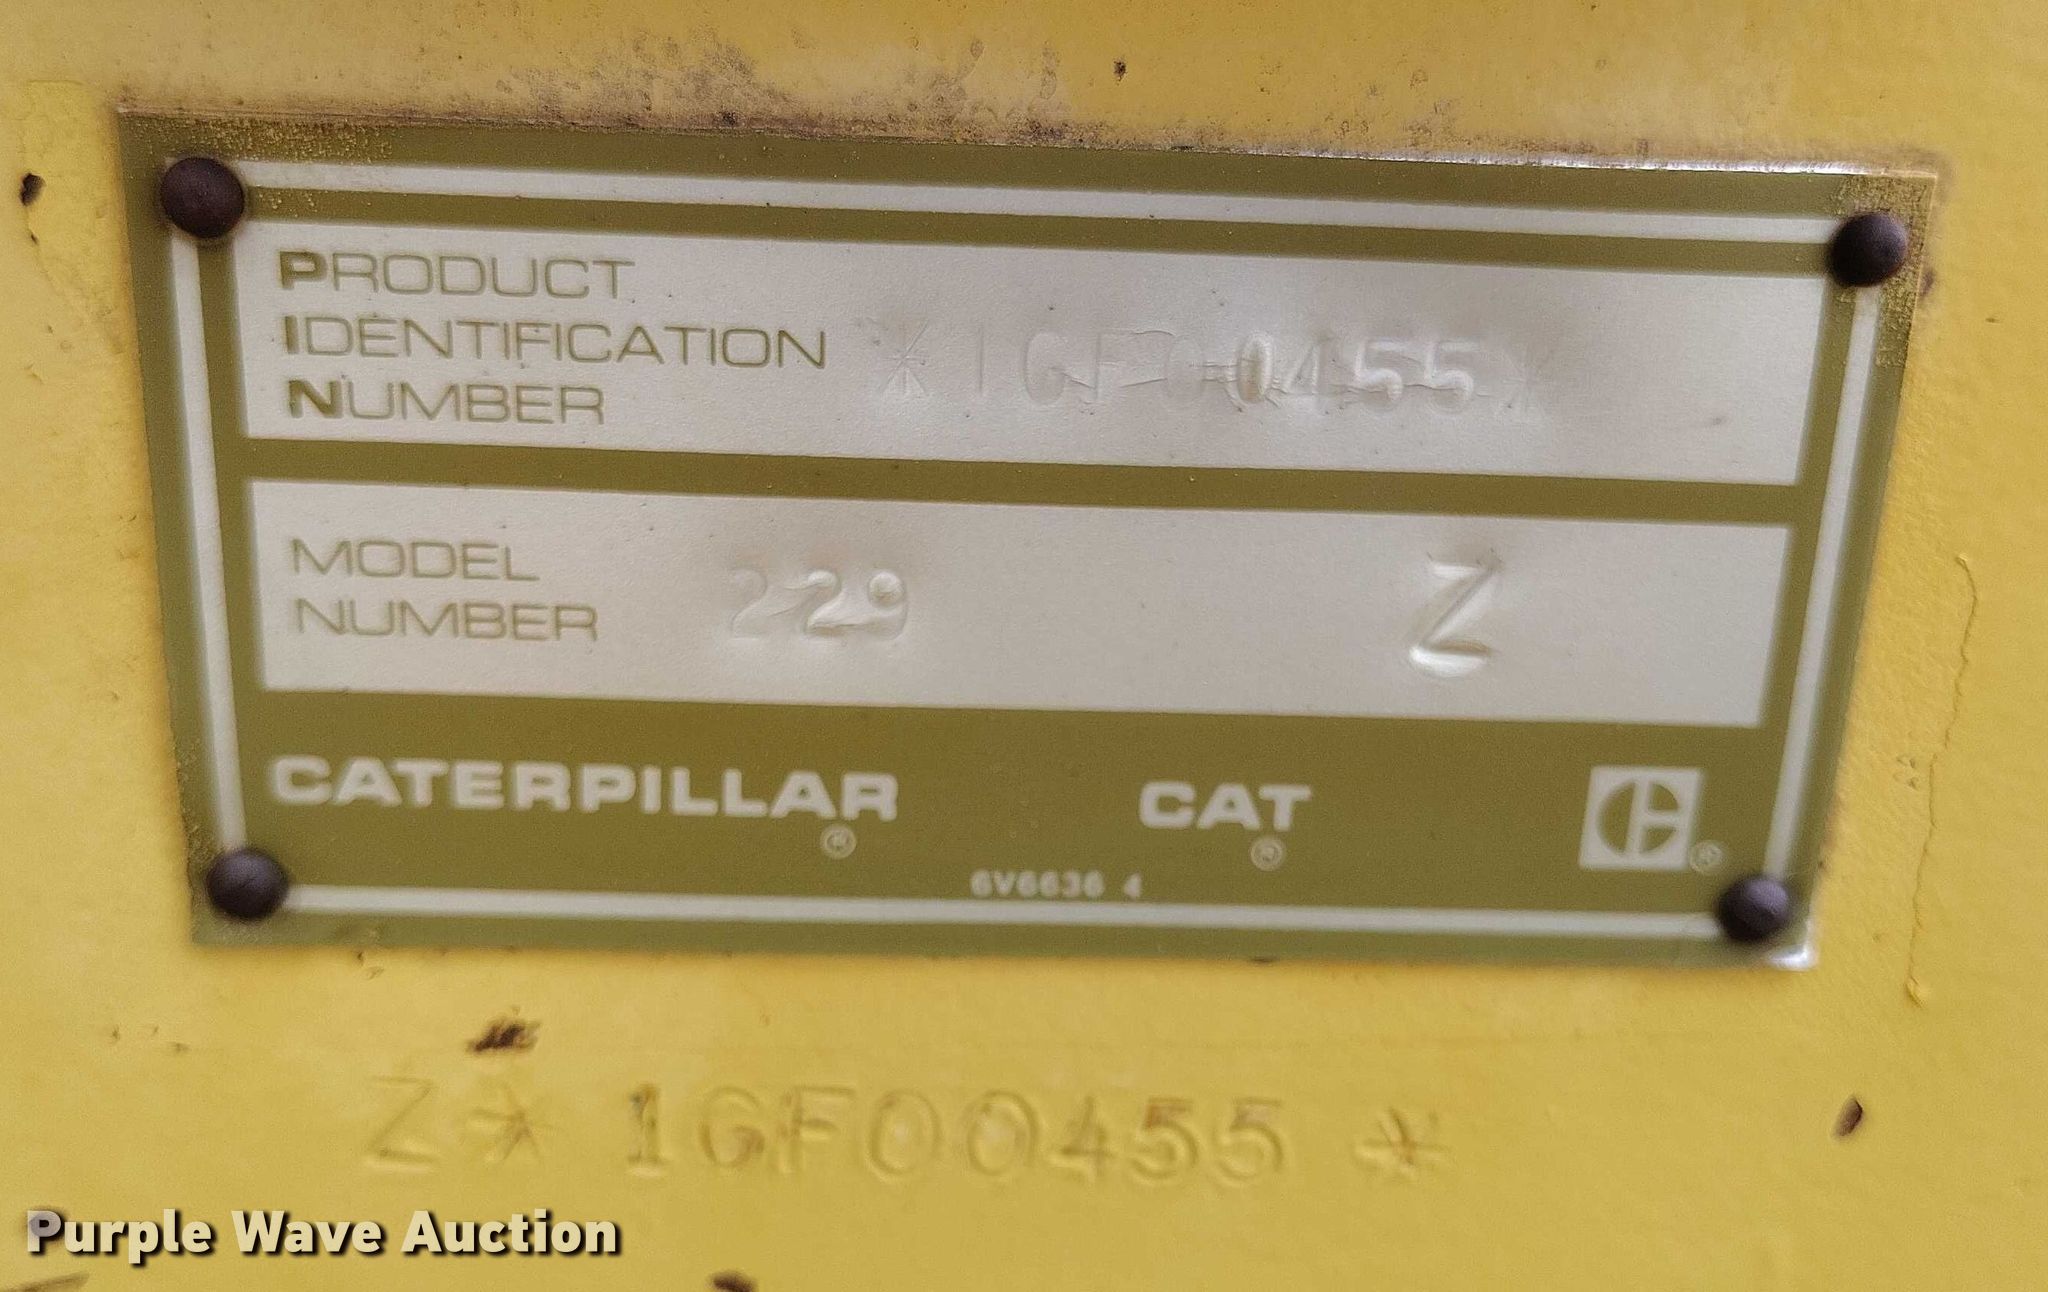 PRODUCT
IDENTIFICATION
NUMBER
*1GF00455*
MODEL
NUMBER
229 Z
CATERPILLAR® CAT® ®
6V6636 4
Z* 1GF00455 *
Purple Wave Auction